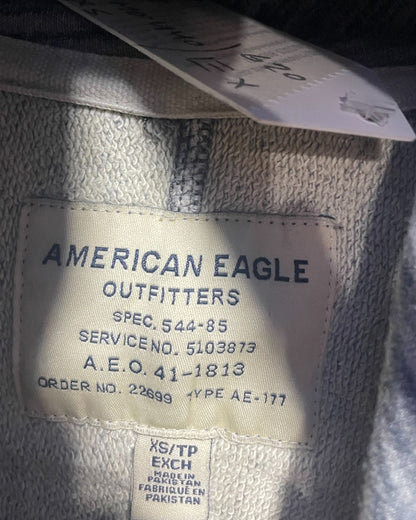 AMERICAN EAGLE
OUTFITTERS
SPEC. 544-85
SERVICE NO. 5103873
A.E.O. 41-1813
ORDER NO. 22699 TYPE AE-177
XS/TP
EXCH
MADE IN
PAKISTAN
FABRIQUÉ EN
PAKISTAN